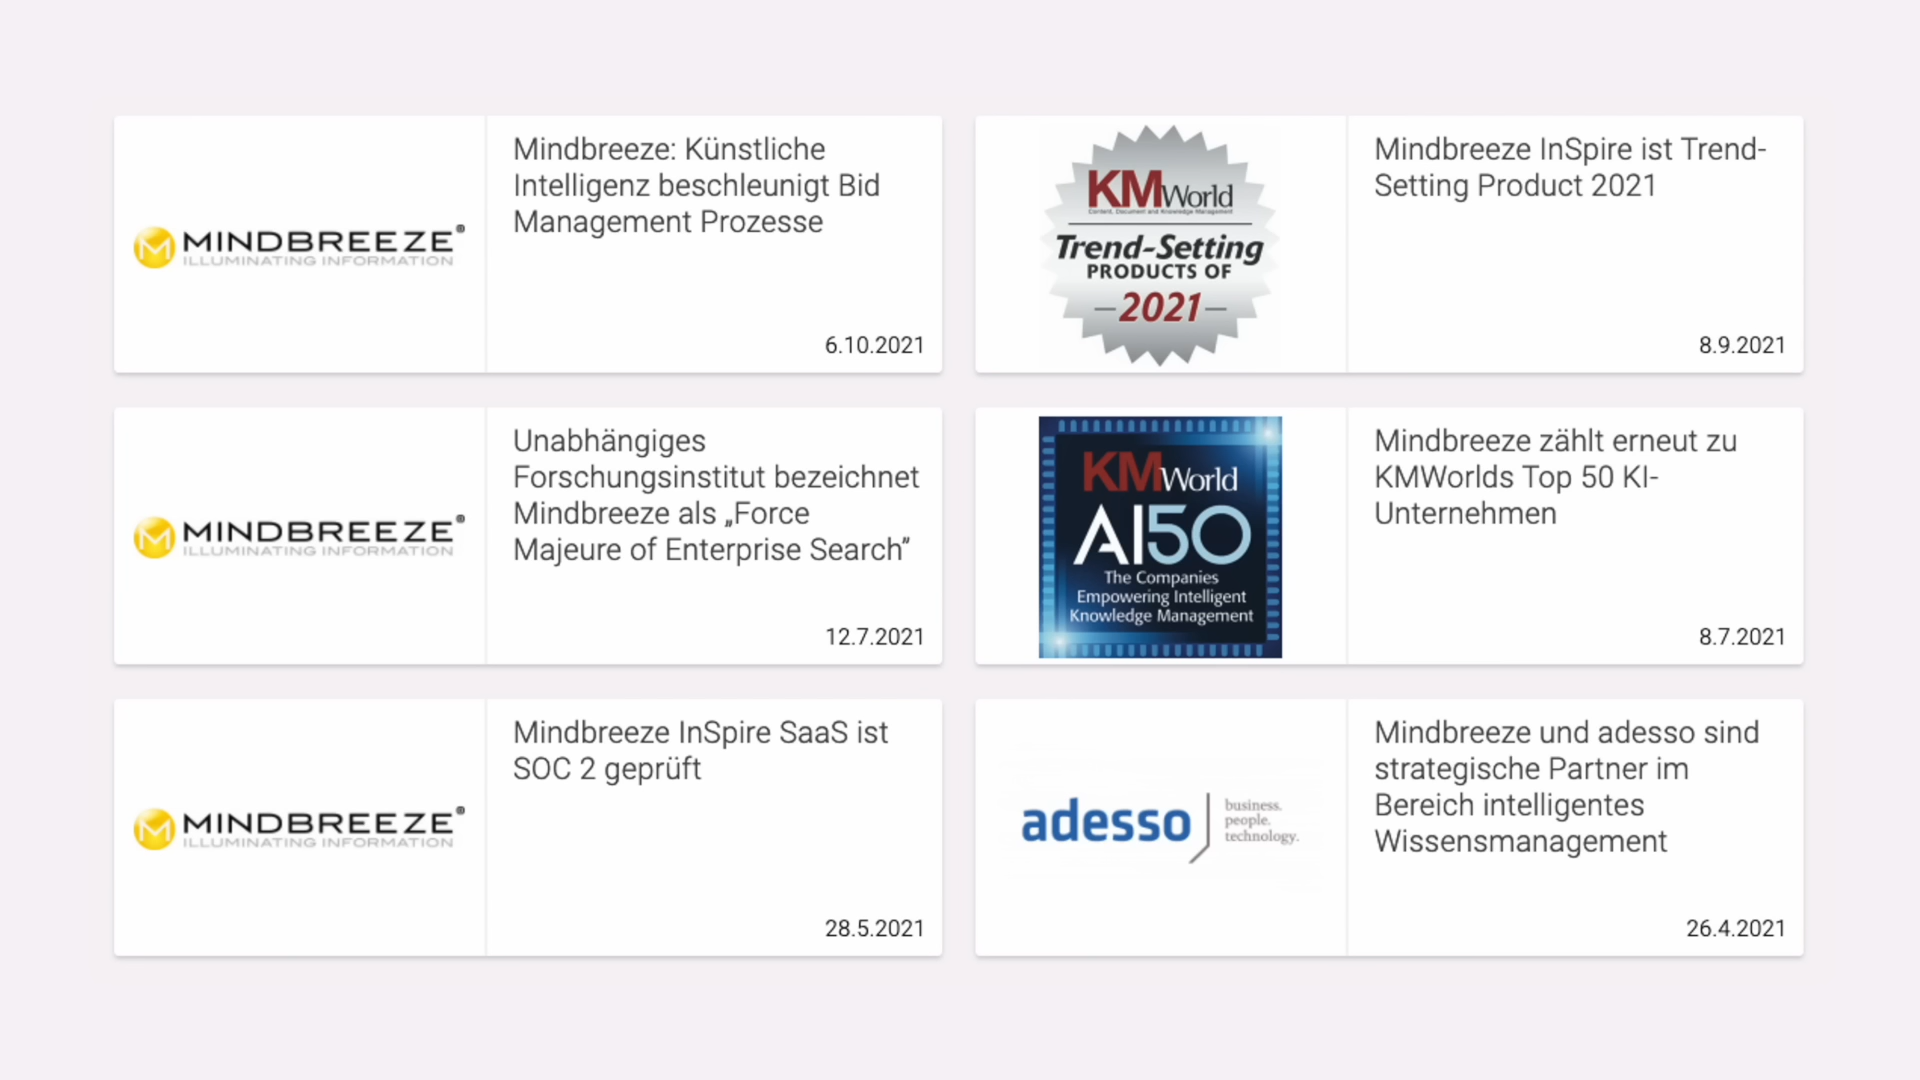 MINDBREEZE®
ILLUMINATING INFORMATION
Mindbreeze: Künstliche
Intelligenz beschleunigt Bid
Management Prozesse
6.10.2021
KMWorld
Content, Document and Knowledge Management
Trend-Setting
PRODUCTS OF
–2021–
Mindbreeze InSpire ist Trend-
Setting Product 2021
8.9.2021
MINDBREEZE®
ILLUMINATING INFORMATION
Unabhängiges
Forschungsinstitut bezeichnet
Mindbreeze als „Force
Majeure of Enterprise Search”
12.7.2021
KMWorld
AI50
The Companies
Empowering Intelligent
Knowledge Management
Mindbreeze zählt erneut zu
KMWorlds Top 50 KI-
Unternehmen
8.7.2021
MINDBREEZE®
ILLUMINATING INFORMATION
Mindbreeze InSpire SaaS ist
SOC 2 geprüft
28.5.2021
adesso
business.
people.
technology.
Mindbreeze und adesso sind
strategische Partner im
Bereich intelligentes
Wissensmanagement
26.4.2021